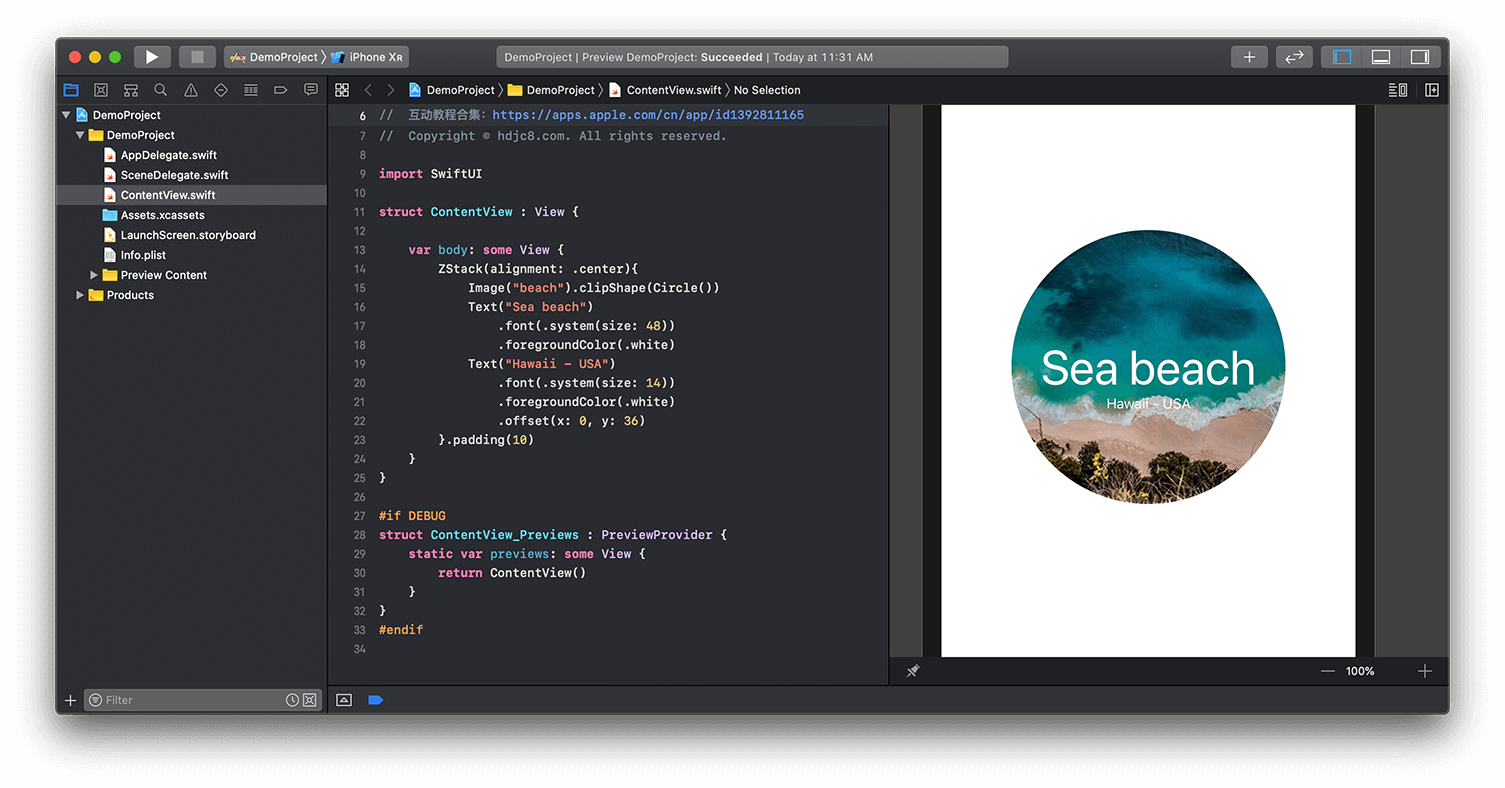 DemoProject 〉 iPhone XR
DemoProject | Preview DemoProject: Succeeded | Today at 11:31 AM
DemoProject
DemoProject
AppDelegate.swift
SceneDelegate.swift
ContentView.swift
Assets.xcassets
LaunchScreen.storyboard
Info.plist
Preview Content
Products
Filter
DemoProject 〉 DemoProject 〉 ContentView.swift 〉 No Selection
6 //  互动教程合集：https://apps.apple.com/cn/app/id1392811165
7 //  Copyright © hdjc8.com. All rights reserved.
8
9 import SwiftUI
10
11 struct ContentView : View {
12
13     var body: some View {
14         ZStack(alignment: .center){
15             Image("beach").clipShape(Circle())
16             Text("Sea beach")
17                 .font(.system(size: 48))
18                 .foregroundColor(.white)
19             Text("Hawaii - USA")
20                 .font(.system(size: 14))
21                 .foregroundColor(.white)
22                 .offset(x: 0, y: 36)
23         }.padding(10)
24     }
25 }
26
27 #if DEBUG
28 struct ContentView_Previews : PreviewProvider {
29     static var previews: some View {
30         return ContentView()
31     }
32 }
33 #endif
34
Sea beach
Hawaii - USA
100%